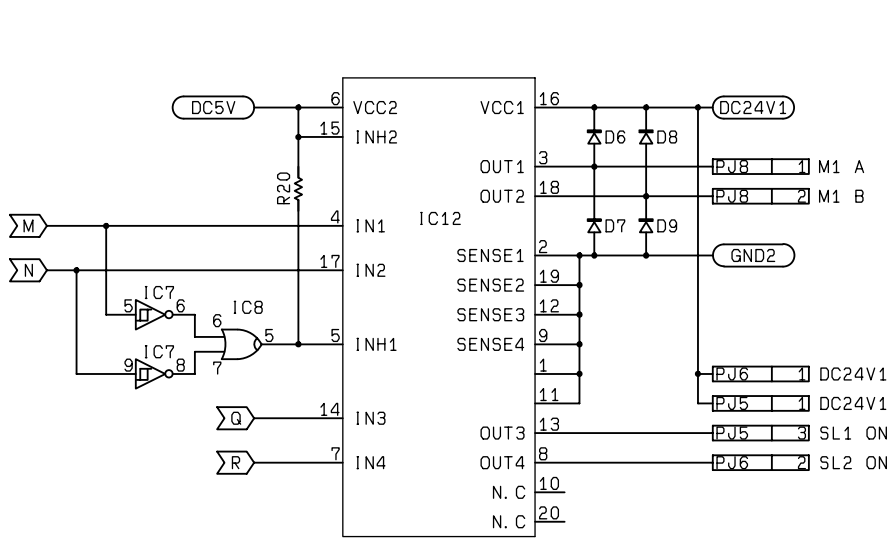 DC5V 6 VCC2 VCC1 16 DC24V1
15 INH2 D6 D8
R20 OUT1 3 PJ8 1 M1 A
OUT2 18 PJ8 2 M1 B
M 4 IN1 IC12 D7 D9
N 17 IN2 SENSE1 2 GND2
SENSE2 19
IC7 5 6 IC8 SENSE3 12
6 5 5 INH1 SENSE4 9
IC7 9 8 7 1 PJ6 1 DC24V1
11 PJ5 1 DC24V1
Q 14 IN3 OUT3 13 PJ5 3 SL1 ON
R 7 IN4 OUT4 8 PJ6 2 SL2 ON
N.C 10
N.C 20